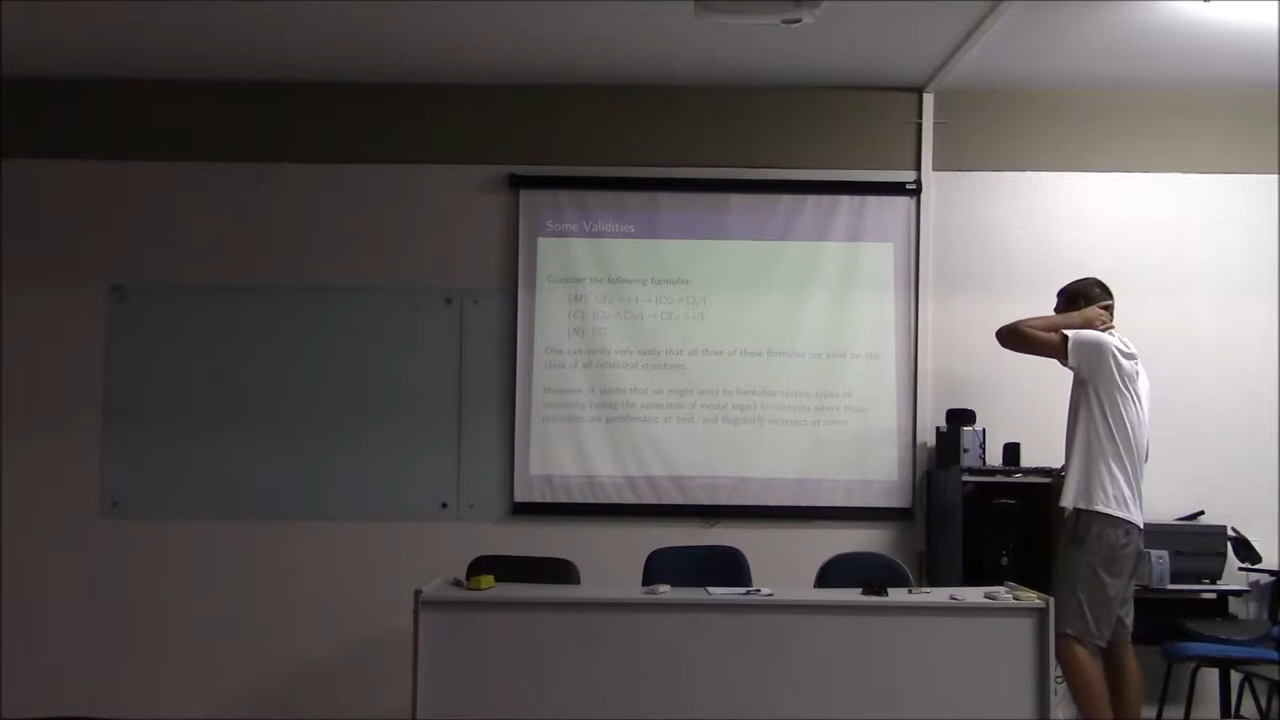 Some Validities
Consider the following formulas:
(M) □(φ ∧ ψ) → (□φ ∧ □ψ)
(C) (□φ ∧ □ψ) → □(φ ∧ ψ)
(N) □⊤
One can verify very easily that all three of these formulas are valid on the
class of all relational structures.
However, it seems that we might want to formalize certain types of
reasoning (using the apparatus of modal logic) in contexts where these
are problematic at best, and flagrantly incorrect at worst.